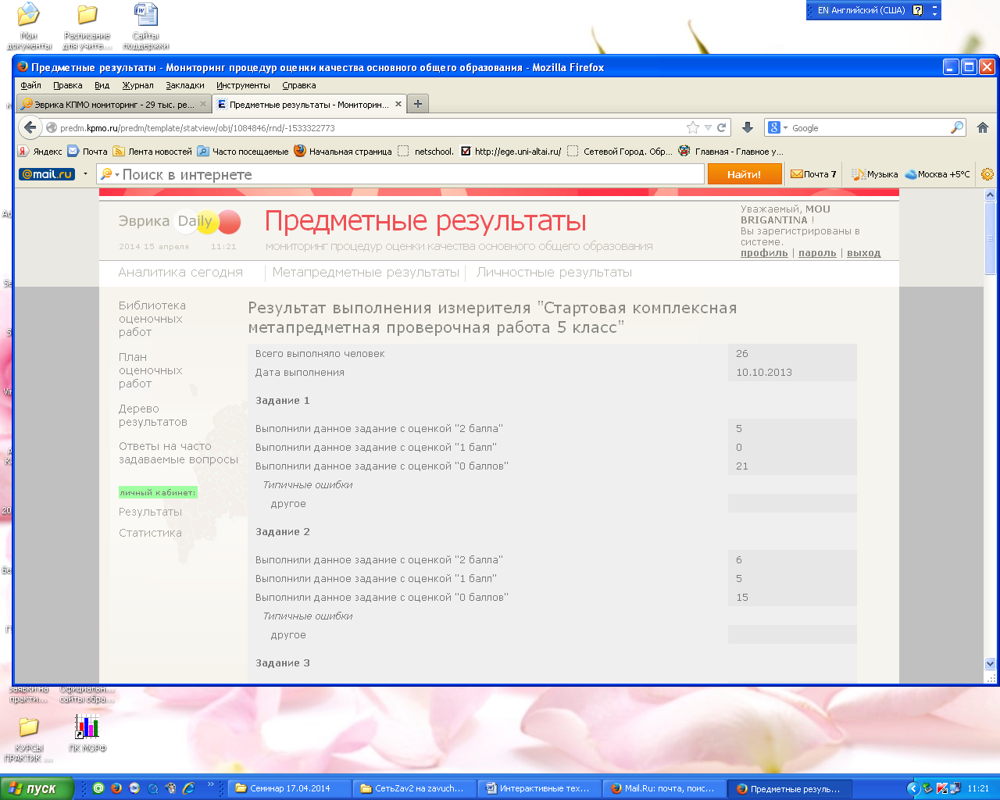 EN Английский (США)
Мои документы
Расписание для учите...
Сайты поддержки
Предметные результаты - Мониторинг процедур оценки качества основного общего образования - Mozilla Firefox
Файл Правка Вид Журнал Закладки Инструменты Справка
Эврика КПМО мониторинг - 29 тыс. ре... Предметные результаты - Мониторин...
predm.kpmo.ru/predm/template/statview/obj/1084846/rnd/-1533322773
Google
Яндекс Почта Лента новостей Часто посещаемые Начальная страница netschool. http://ege.uni-altai.ru/ Сетевой Город. Обр... Главная - Главное у...
@mail.ru Поиск в интернете Найти! Почта 7 Музыка Москва +5°C
Эврика Daily
2014 15 апреля 11:21
Предметные результаты
мониторинг процедур оценки качества основного общего образования
Уважаемый, MOU
BRIGANTINA !
Вы зарегистрированы в
системе.
профиль | пароль | выход
Аналитика сегодня Метапредметные результаты Личностные результаты
Библиотека
оценочных
работ
План
оценочных
работ
Дерево
результатов
Ответы на часто
задаваемые вопросы
личный кабинет:
Результаты
Статистика
Результат выполнения измерителя "Стартовая комплексная
метапредметная проверочная работа 5 класс"
Всего выполняло человек 26
Дата выполнения 10.10.2013
Задание 1
Выполнили данное задание с оценкой "2 балла" 5
Выполнили данное задание с оценкой "1 балл" 0
Выполнили данное задание с оценкой "0 баллов" 21
Типичные ошибки
другое
Задание 2
Выполнили данное задание с оценкой "2 балла" 6
Выполнили данное задание с оценкой "1 балл" 5
Выполнили данное задание с оценкой "0 баллов" 15
Типичные ошибки
другое
Задание 3
заявки на
практи...
Официальн...
сайты обра...
КУРСЫ
ПРАКТИК ...
ПК МОРФ
пуск Семинар 17.04.2014 СетьZav2 на zavuch... Интерактивные тех... Mail.Ru: почта, поис... Предметные резуль... 11:21